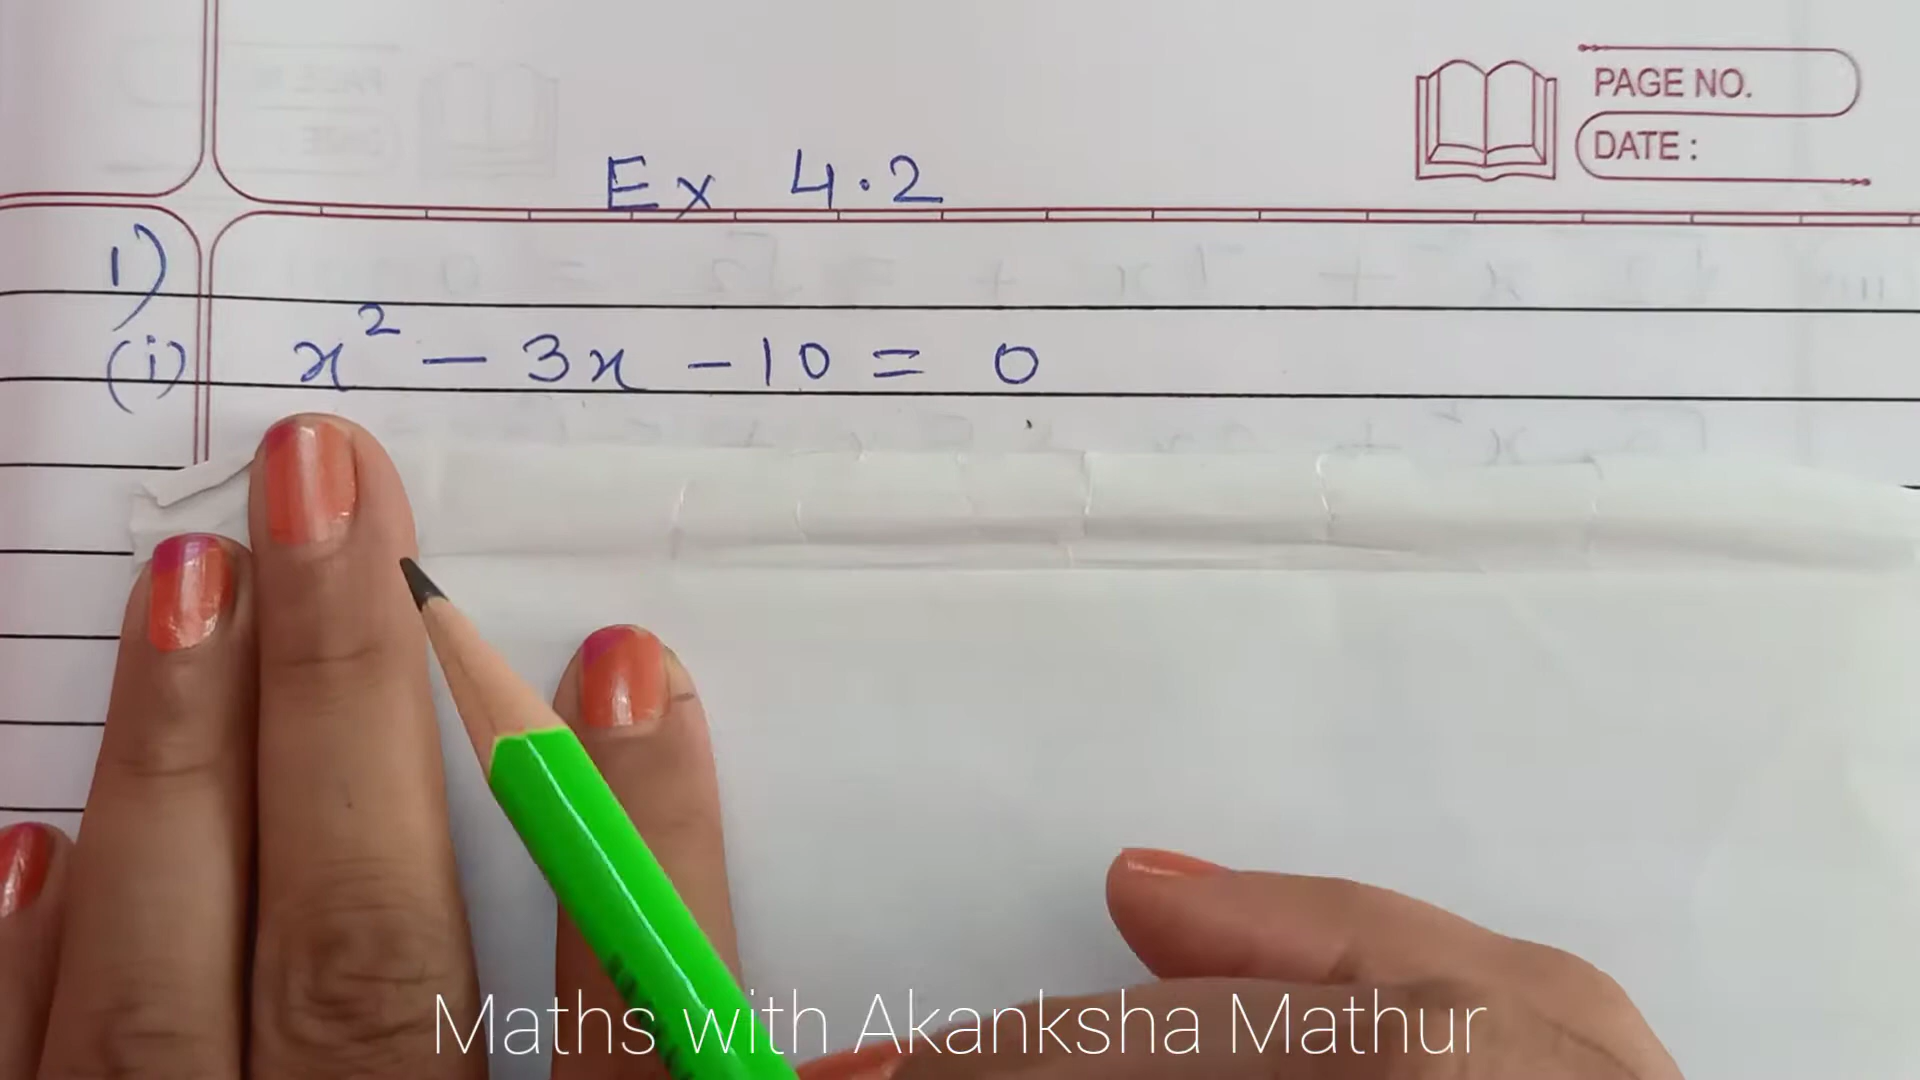 PAGE NO.
DATE :
Ex 4.2
1)
(i) x² - 3x - 10 = 0
Maths with Akanksha Mathur